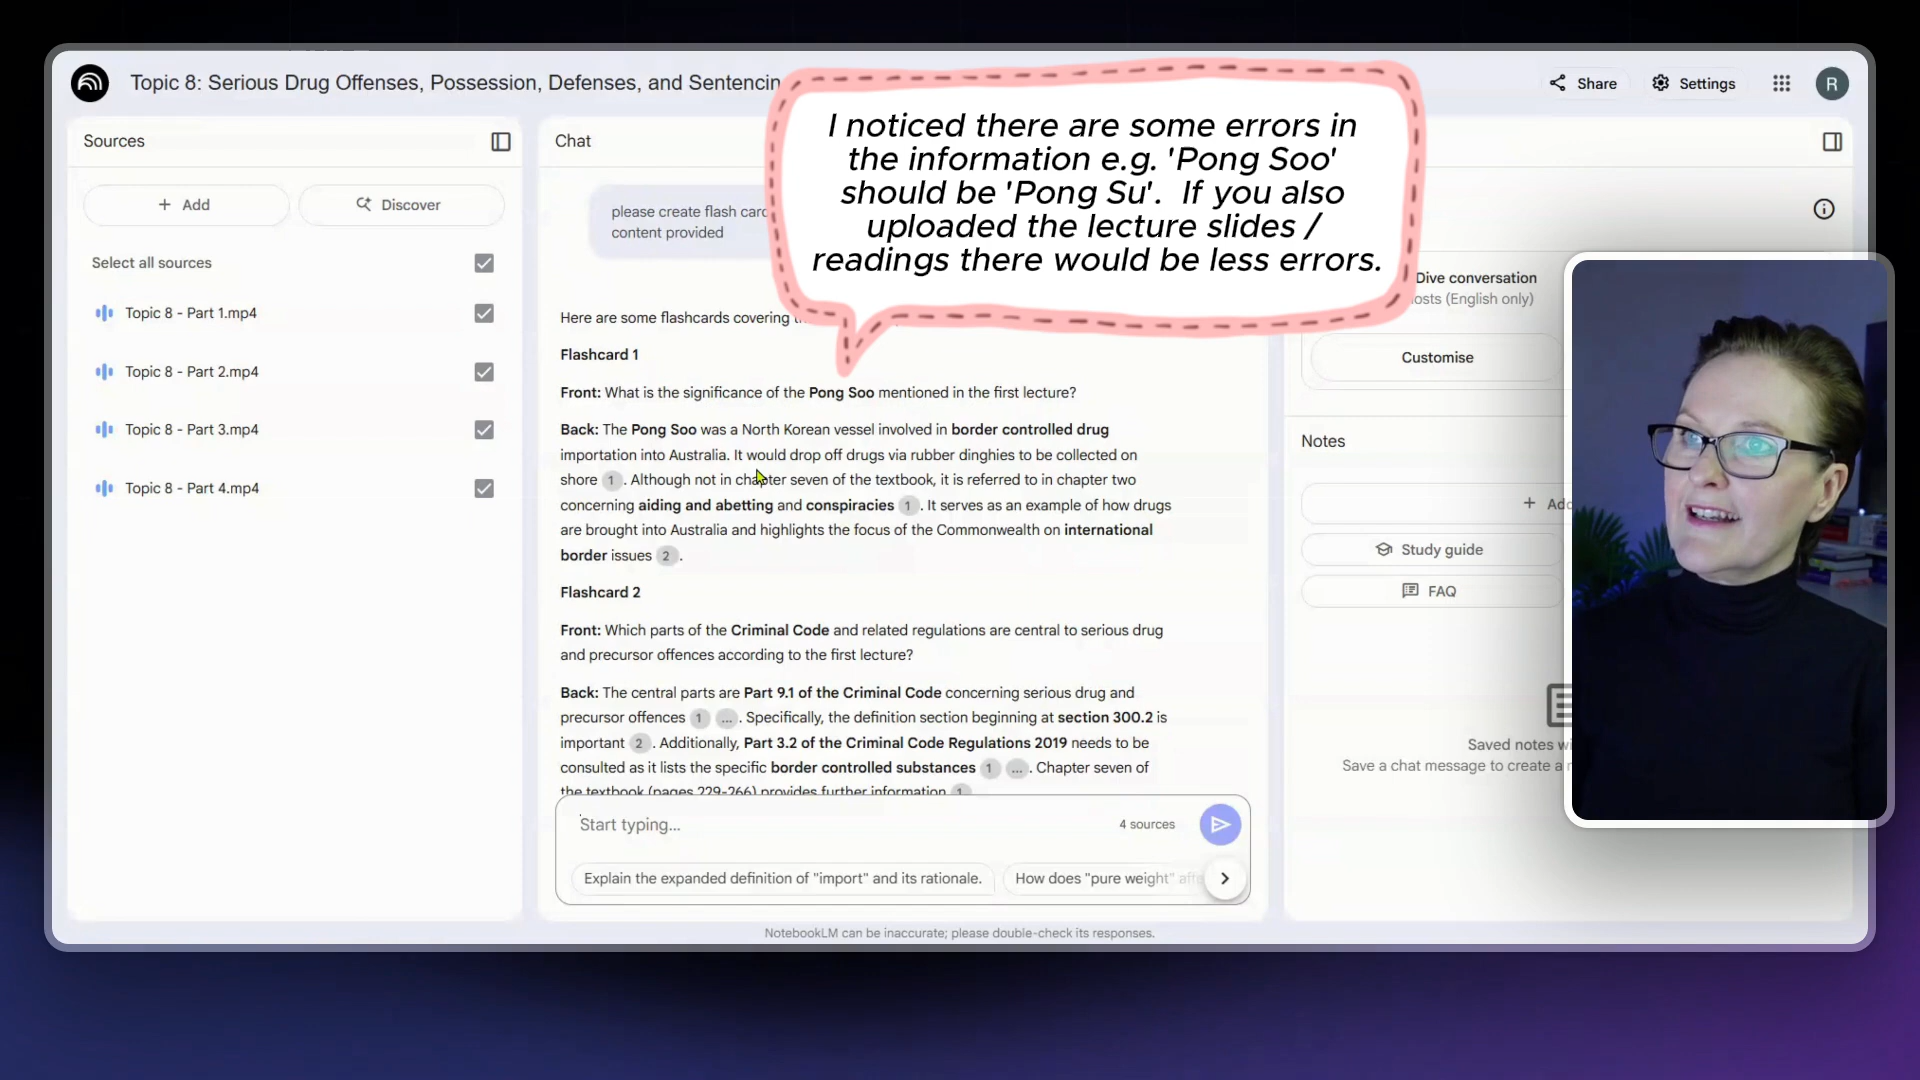 Topic 8: Serious Drug Offenses, Possession, Defenses, and Sentencin
Share
Settings
R
I noticed there are some errors in
the information e.g. 'Pong Soo'
should be 'Pong Su'. If you also
uploaded the lecture slides /
readings there would be less errors.
Sources
+ Add
Discover
Select all sources
Topic 8 - Part 1.mp4
Topic 8 - Part 2.mp4
Topic 8 - Part 3.mp4
Topic 8 - Part 4.mp4
Chat
please create flash card
content provided
Here are some flashcards covering
Flashcard 1
Front: What is the significance of the Pong Soo mentioned in the first lecture?
Back: The Pong Soo was a North Korean vessel involved in border controlled drug
importation into Australia. It would drop off drugs via rubber dinghies to be collected on
shore 1 . Although not in chapter seven of the textbook, it is referred to in chapter two
concerning aiding and abetting and conspiracies 1 . It serves as an example of how drugs
are brought into Australia and highlights the focus of the Commonwealth on international
border issues 2 .
Flashcard 2
Front: Which parts of the Criminal Code and related regulations are central to serious drug
and precursor offences according to the first lecture?
Back: The central parts are Part 9.1 of the Criminal Code concerning serious drug and
precursor offences 1 ... . Specifically, the definition section beginning at section 300.2 is
important 2 . Additionally, Part 3.2 of the Criminal Code Regulations 2019 needs to be
consulted as it lists the specific border controlled substances 1 ... . Chapter seven of
the textbook (pages 229-266) provides further information 1 .
Start typing...
4 sources
Explain the expanded definition of "import" and its rationale.
How does "pure weight"
NotebookLM can be inaccurate; please double-check its responses.
Dive conversation
osts (English only)
Customise
Notes
+ Add
Study guide
FAQ
Saved notes wi
Save a chat message to create a